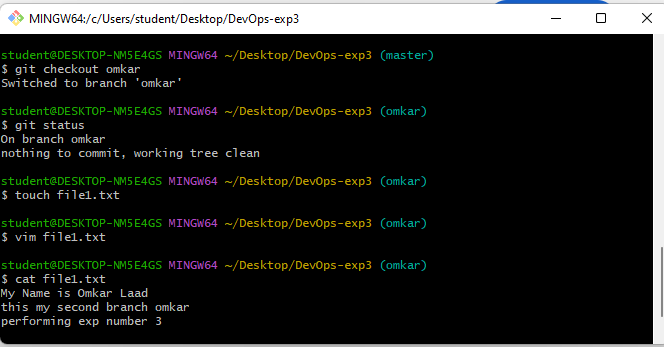 MINGW64:/c/Users/student/Desktop/DevOps-exp3
student@DESKTOP-NM5E4GS MINGW64 ~/Desktop/DevOps-exp3 (master)
$ git checkout omkar
Switched to branch 'omkar'
student@DESKTOP-NM5E4GS MINGW64 ~/Desktop/DevOps-exp3 (omkar)
$ git status
On branch omkar
nothing to commit, working tree clean
student@DESKTOP-NM5E4GS MINGW64 ~/Desktop/DevOps-exp3 (omkar)
$ touch file1.txt
student@DESKTOP-NM5E4GS MINGW64 ~/Desktop/DevOps-exp3 (omkar)
$ vim file1.txt
student@DESKTOP-NM5E4GS MINGW64 ~/Desktop/DevOps-exp3 (omkar)
$ cat file1.txt
My Name is Omkar Laad
this my second branch omkar
performing exp number 3